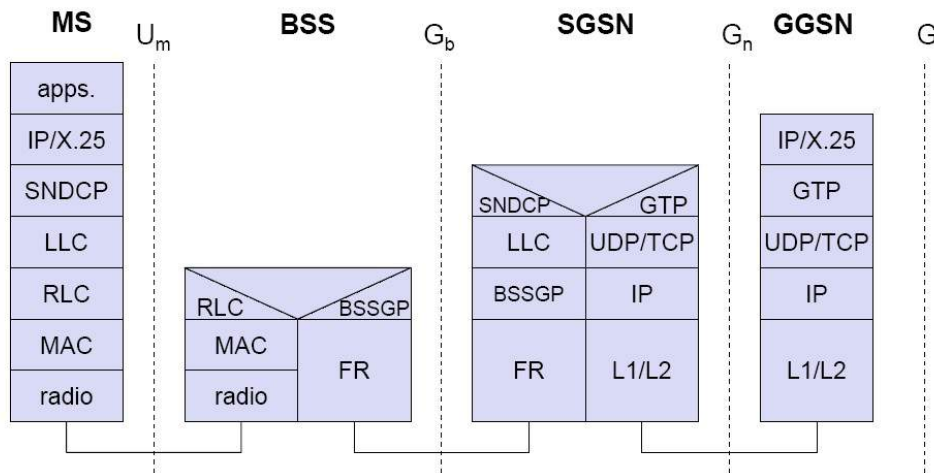 MS
BSS
SGSN
GGSN
Um
Gb
Gn
G
apps.
IP/X.25
SNDCP
LLC
RLC
MAC
radio
RLC
BSSGP
MAC
FR
radio
SNDCP
GTP
LLC
UDP/TCP
BSSGP
IP
FR
L1/L2
IP/X.25
GTP
UDP/TCP
IP
L1/L2